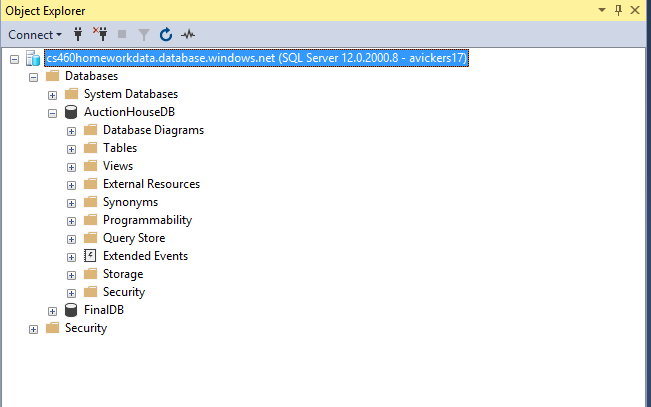 Object Explorer
Connect
cs460homeworkdata.database.windows.net (SQL Server 12.0.2000.8 - avickers17)
Databases
System Databases
AuctionHouseDB
Database Diagrams
Tables
Views
External Resources
Synonyms
Programmability
Query Store
Extended Events
Storage
Security
FinalDB
Security